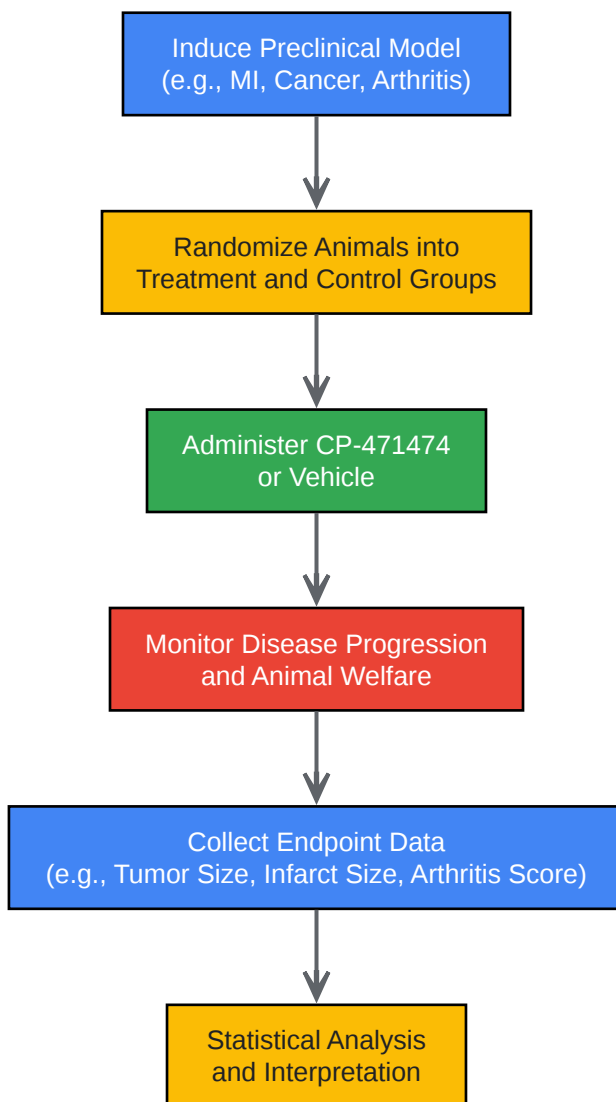 Induce Preclinical Model
(e.g., MI, Cancer, Arthritis)
Randomize Animals into
Treatment and Control Groups
Administer CP-471474
or Vehicle
Monitor Disease Progression
and Animal Welfare
Collect Endpoint Data
(e.g., Tumor Size, Infarct Size, Arthritis Score)
Statistical Analysis
and Interpretation